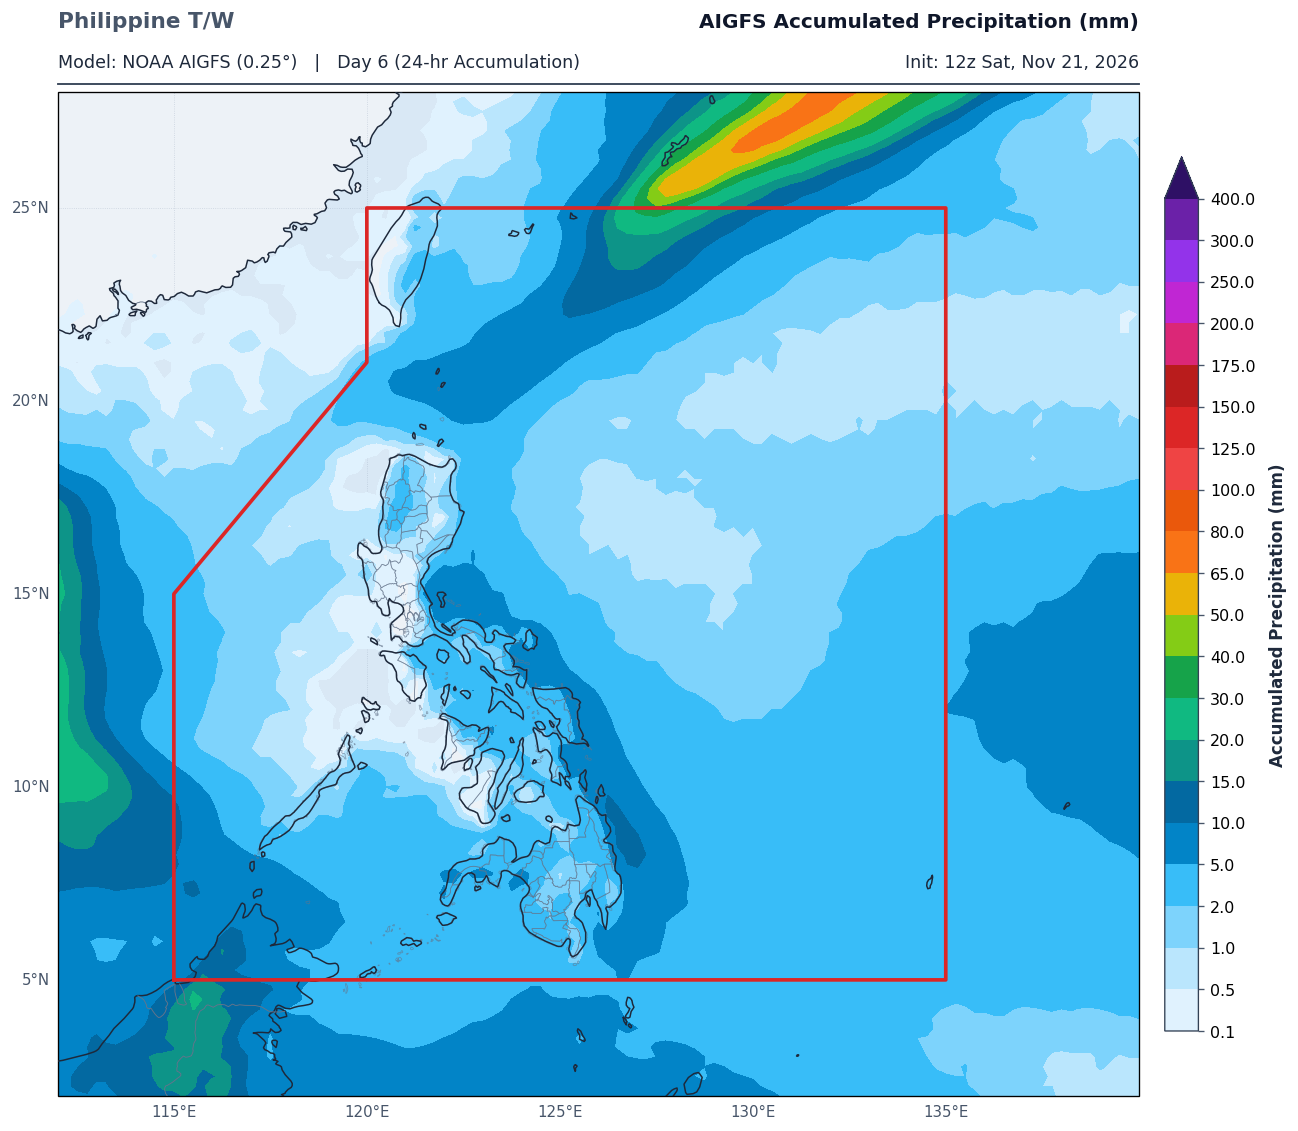 Philippine T/W
AIGFS Accumulated Precipitation (mm)
Model: NOAA AIGFS (0.25°)   |   Day 6 (24-hr Accumulation)
Init: 12z Sat, Nov 21, 2026
25°N
20°N
15°N
10°N
5°N
115°E
120°E
125°E
130°E
135°E
400.0
300.0
250.0
200.0
175.0
150.0
125.0
100.0
80.0
65.0
50.0
40.0
30.0
20.0
15.0
10.0
5.0
2.0
1.0
0.5
0.1
Accumulated Precipitation (mm)